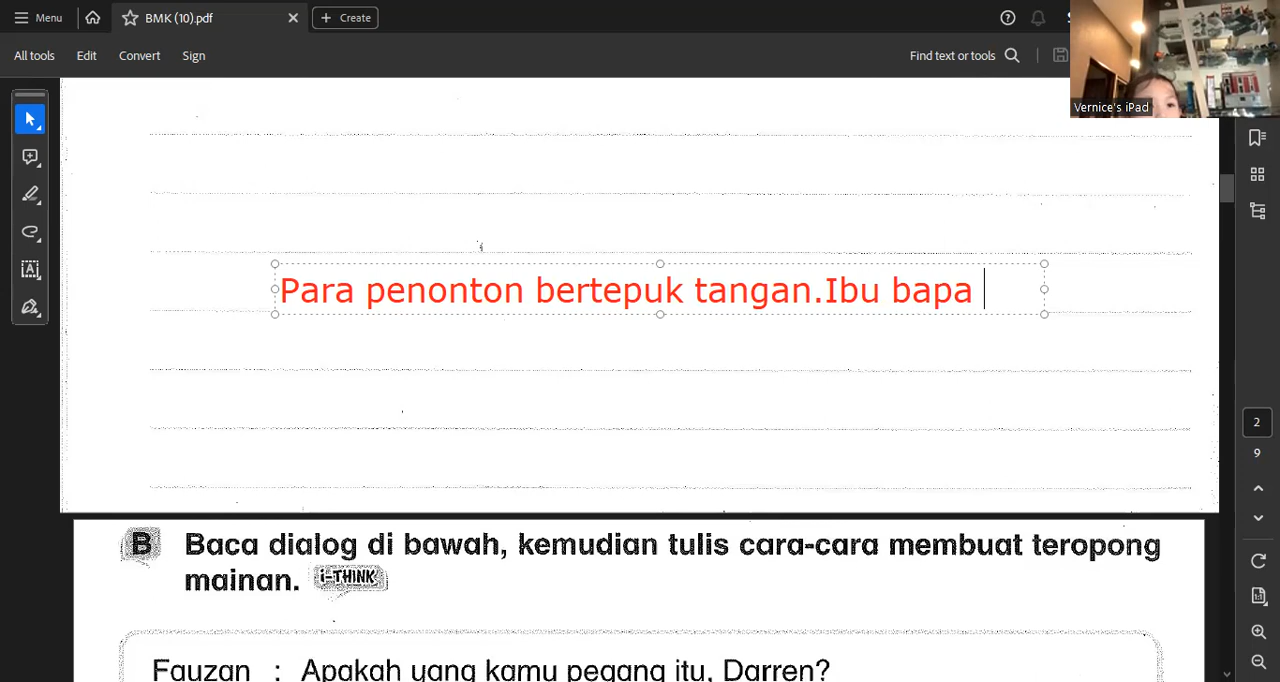 Menu
BMK (10).pdf
Create
All tools
Edit
Convert
Sign
Find text or tools
Vernice's iPad
Para penonton bertepuk tangan.Ibu bapa
2
9
B Baca dialog di bawah, kemudian tulis cara-cara membuat teropong
mainan. i-THINK
Fauzan : Apakah yang kamu pegang itu, Darren?